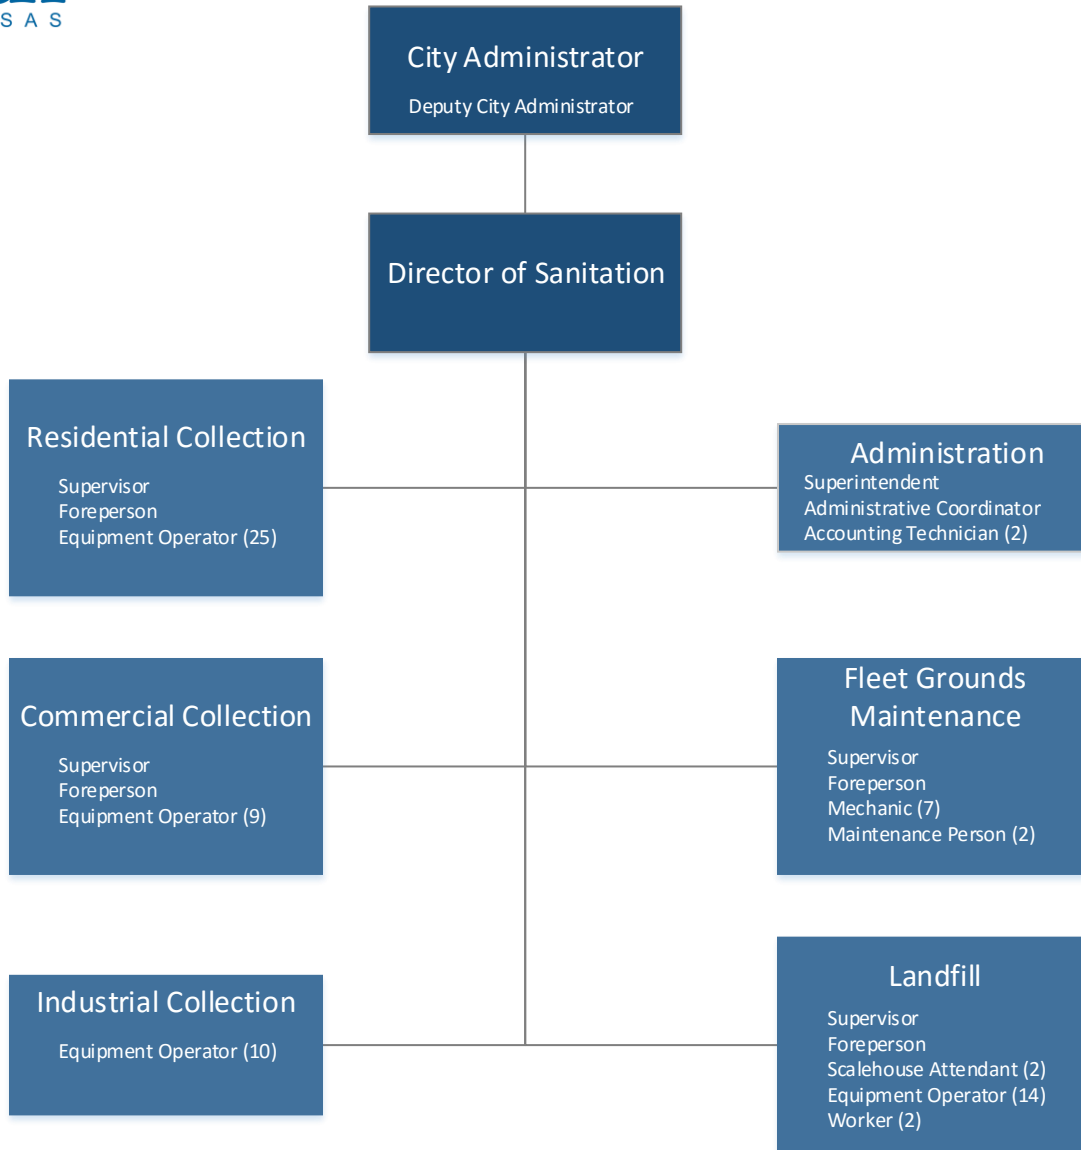 SAS
City Administrator
Deputy City Administrator
Director of Sanitation
Residential Collection
Supervisor
Foreperson
Equipment Operator (25)
Administration
Superintendent
Administrative Coordinator
Accounting Technician (2)
Commercial Collection
Supervisor
Foreperson
Equipment Operator (9)
Fleet Grounds
Maintenance
Supervisor
Foreperson
Mechanic (7)
Maintenance Person (2)
Industrial Collection
Equipment Operator (10)
Landfill
Supervisor
Foreperson
Scalehouse Attendant (2)
Equipment Operator (14)
Worker (2)